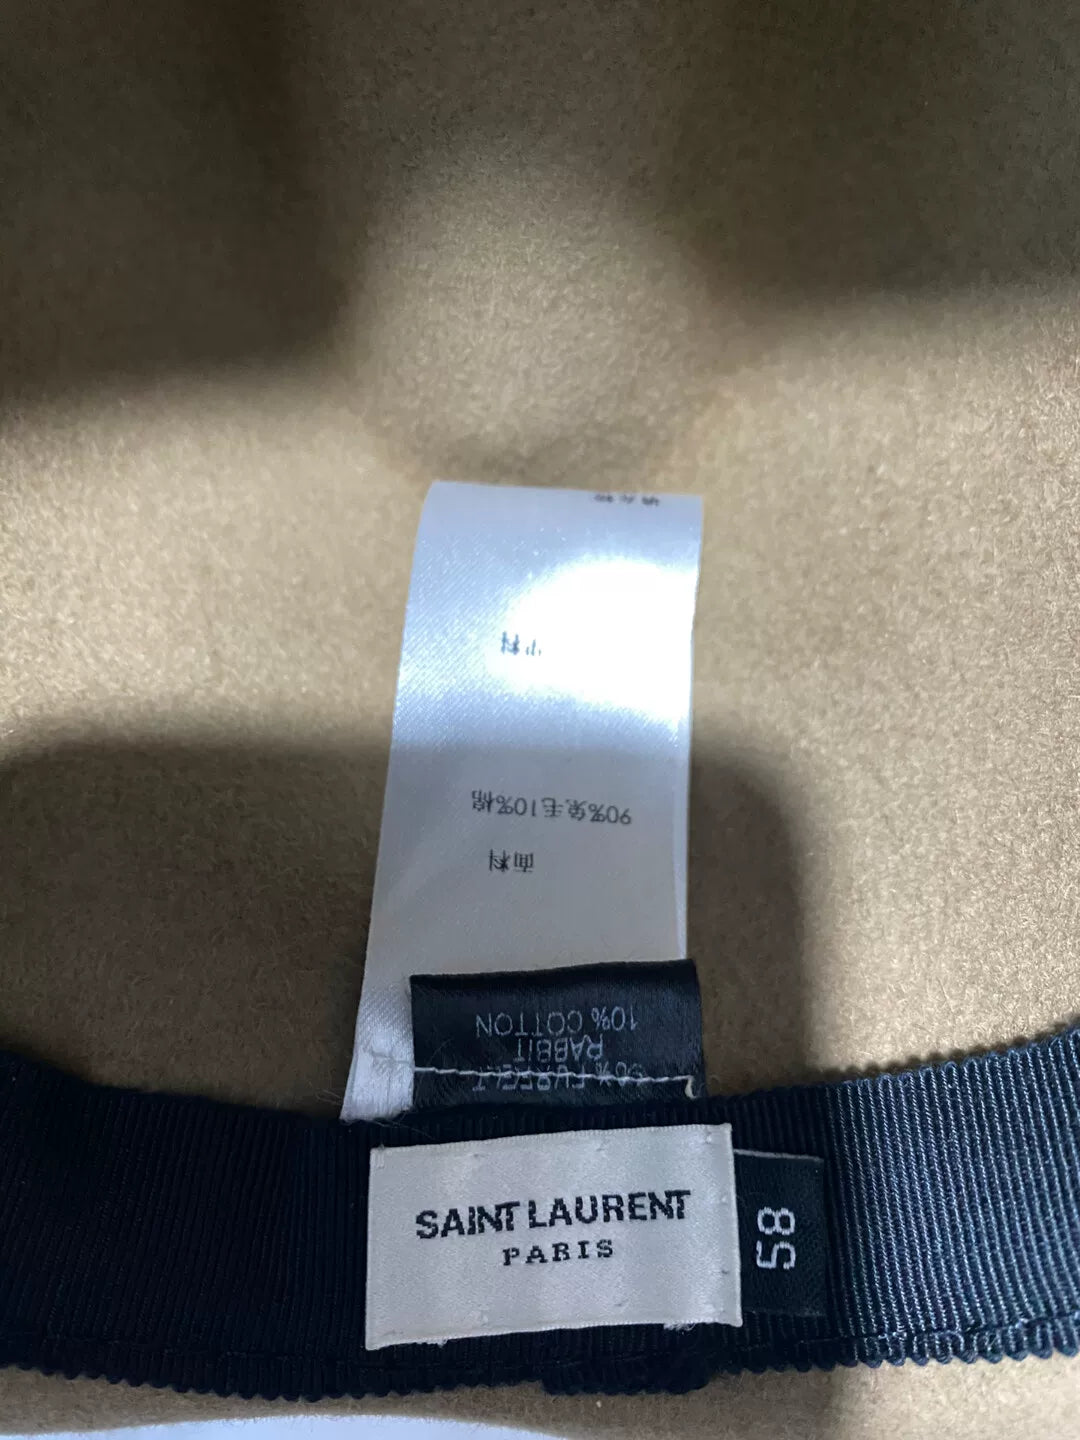 SAINT LAURENT
PARIS
58
RABBIT
10% COTTON
面料
90%兔毛10%棉